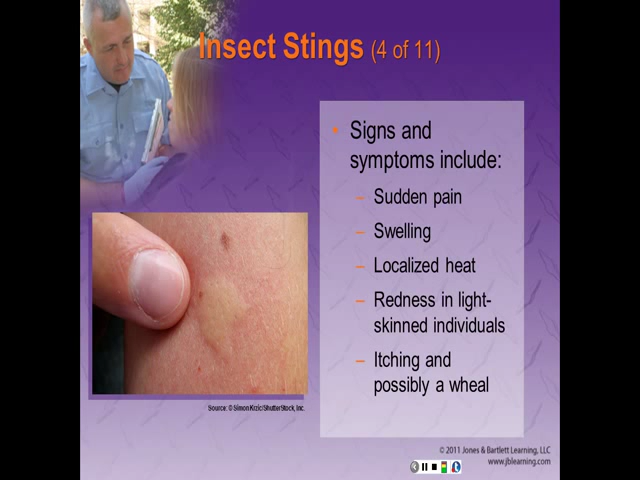 Insect Stings (4 of 11)
• Signs and
symptoms include:
– Sudden pain
– Swelling
– Localized heat
– Redness in light-
skinned individuals
– Itching and
possibly a wheal
Source: © Simon Krzic/ShutterStock, Inc.
© 2011 Jones & Bartlett Learning, LLC
www.jblearning.com